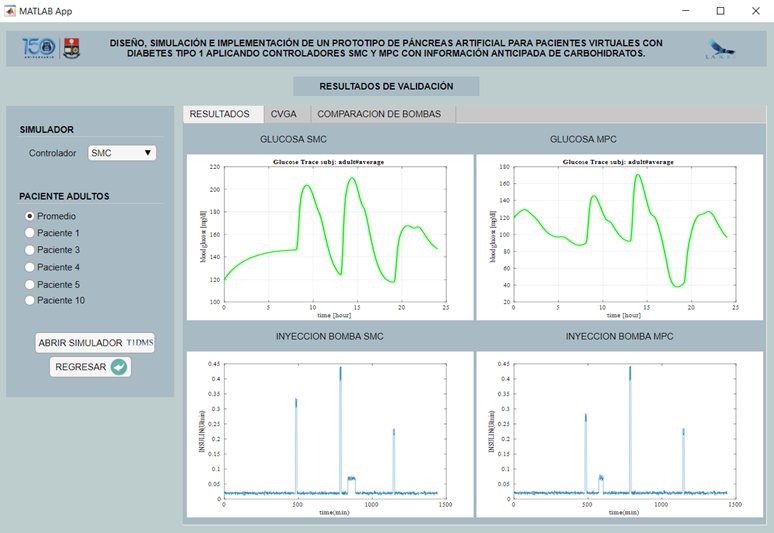 MATLAB App
150
ANIVERSARIO
DISEÑO, SIMULACIÓN E IMPLEMENTACIÓN DE UN PROTOTIPO DE PÁNCREAS ARTIFICIAL PARA PACIENTES VIRTUALES CON
DIABETES TIPO 1 APLICANDO CONTROLADORES SMC Y MPC CON INFORMACIÓN ANTICIPADA DE CARBOHIDRATOS.
RESULTADOS DE VALIDACIÓN
SIMULADOR
Controlador
SMC
PACIENTE ADULTOS
Promedio
Paciente 1
Paciente 3
Paciente 4
Paciente 5
Paciente 10
ABRIR SIMULADOR T1DMS
REGRESAR
RESULTADOS
CVGA
COMPARACION DE BOMBAS
GLUCOSA SMC
Glucose Trace subj: adult#average
blood glucose [mg/dl]
220
200
180
160
140
120
100
0 5 10 15 20 25
time [hour]
GLUCOSA MPC
Glucose Trace subj: adult#average
blood glucose [mg/dl]
180
160
140
120
100
80
60
40
20
0 5 10 15 20 25
time [hour]
INYECCION BOMBA SMC
INSULIN(U/min)
0.45
0.4
0.35
0.3
0.25
0.2
0.15
0.1
0.05
0
0 500 1000 1500
time(min)
INYECCION BOMBA MPC
INSULIN(U/min)
0.45
0.4
0.35
0.3
0.25
0.2
0.15
0.1
0.05
0
0 500 1000 1500
time(min)